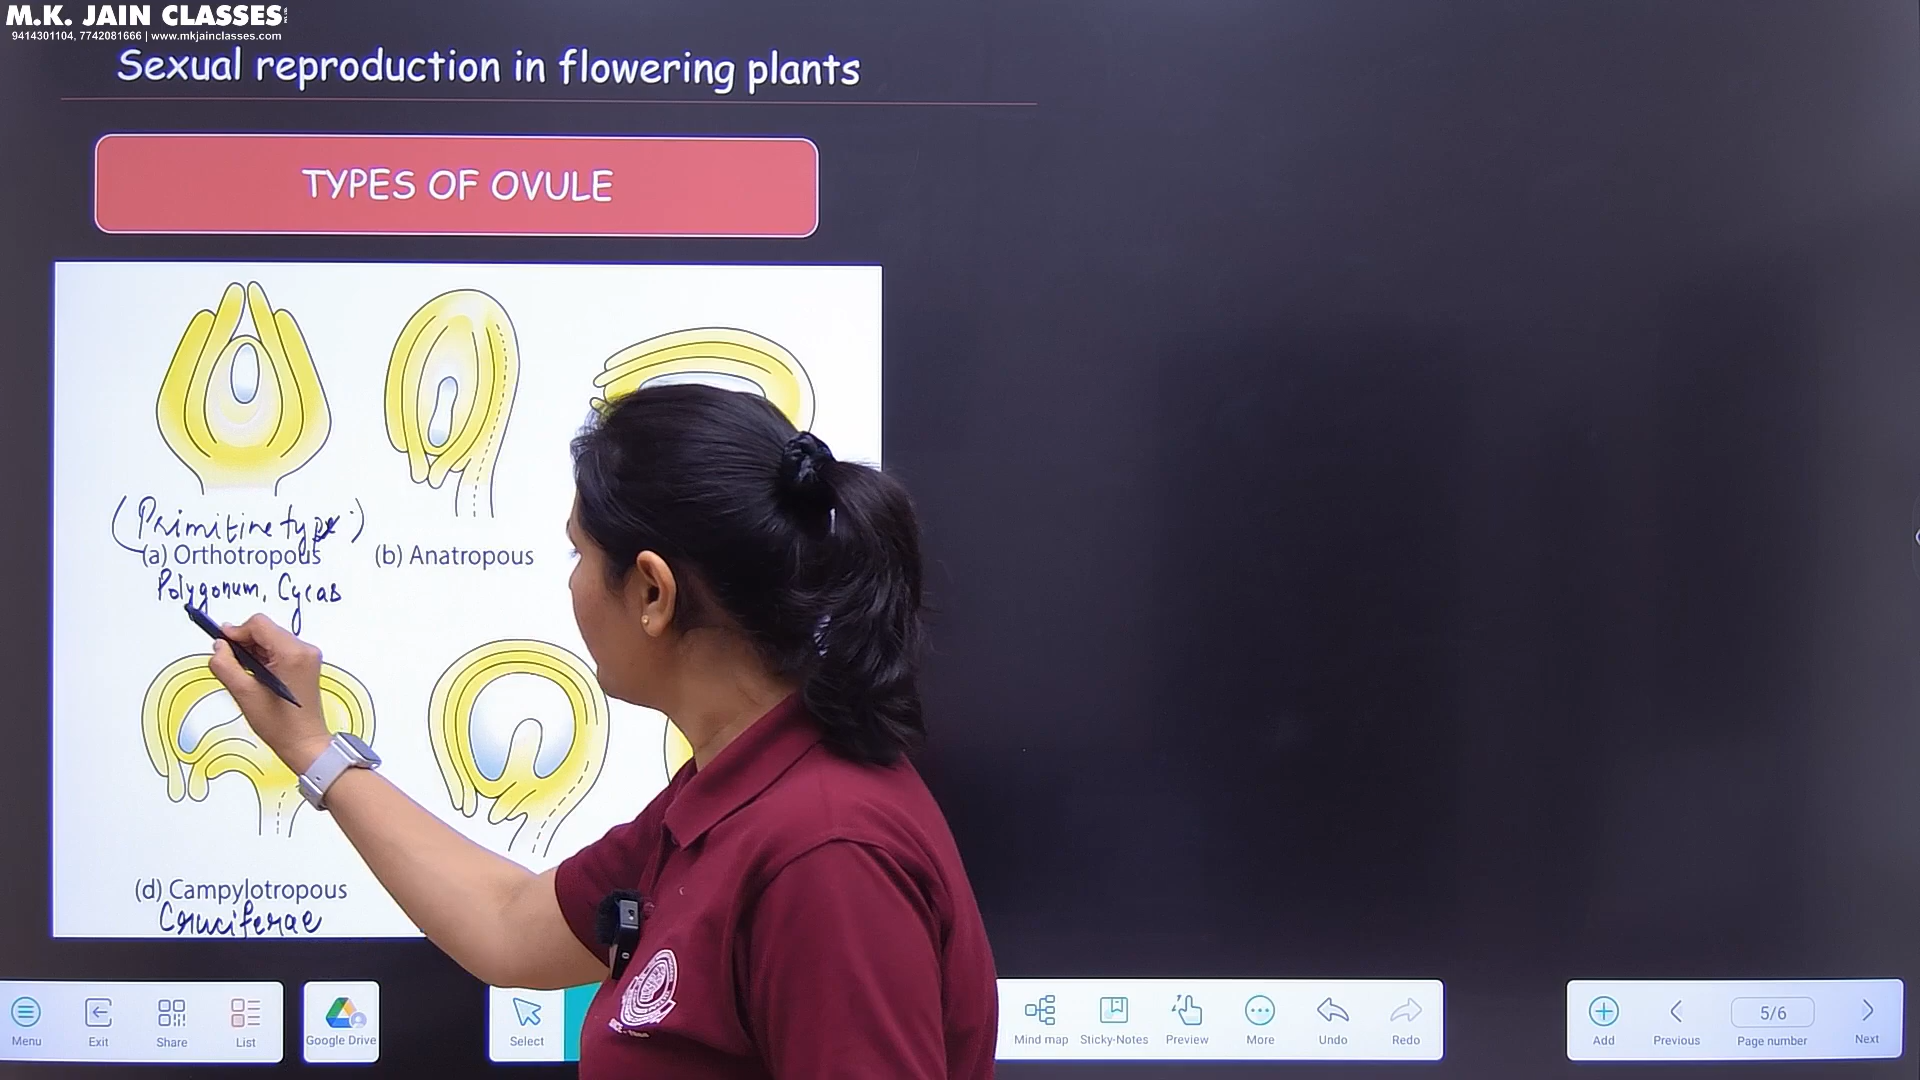 M.K. JAIN CLASSES
9414301104, 7742081666 | www.mkjainclasses.com
Sexual reproduction in flowering plants
TYPES OF OVULE
(Primitine type)
(a) Orthotropous
(b) Anatropous
Polygonum, Cycas
(d) Campylotropous
Cruciferae
Menu
Exit
Share
List
Google Drive
Select
Mind map
Sticky-Notes
Preview
More
Undo
Redo
Add
Previous
5/6
Page number
Next